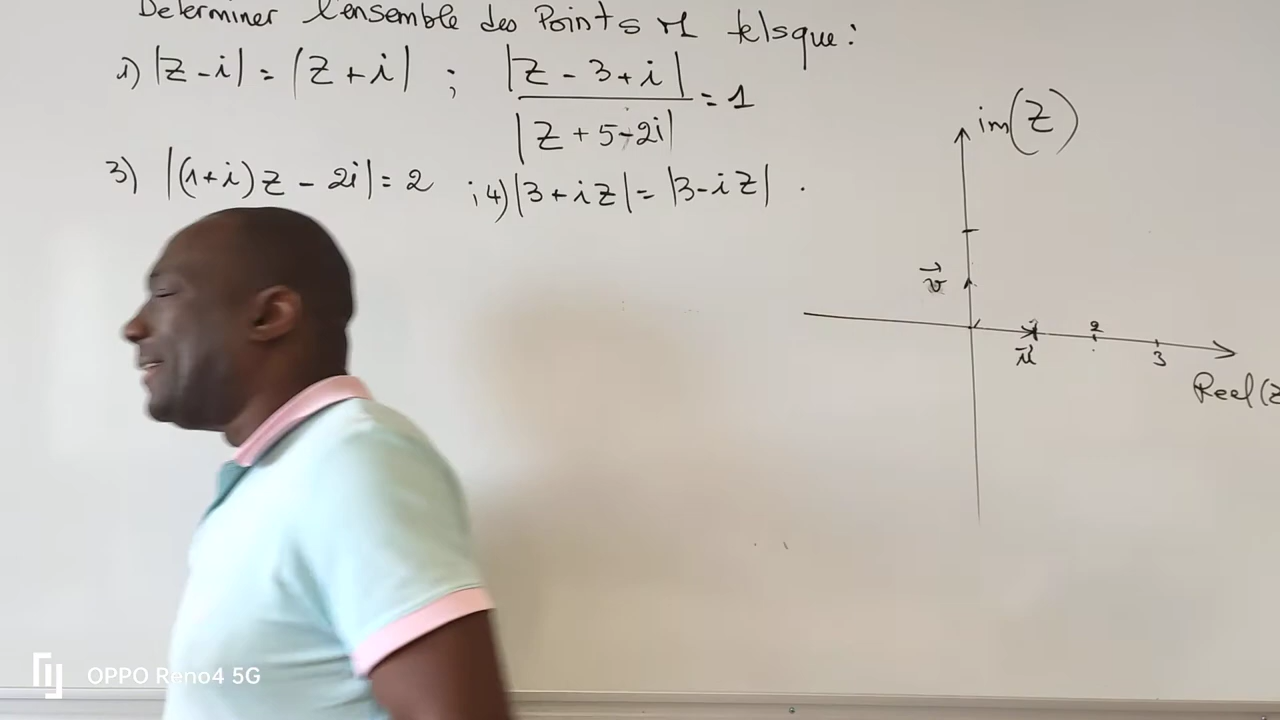 Determiner l'ensemble des Points M telsque:
1) |Z-i| = |Z+i| ; |Z-3+i| / |Z+5-2i| = 1
3) |(1+i)Z - 2i| = 2 ; 4) |3+iZ| = |3-iZ| .
im(Z)
v
1 2
u 3
Reel(Z
OPPO Reno4 5G